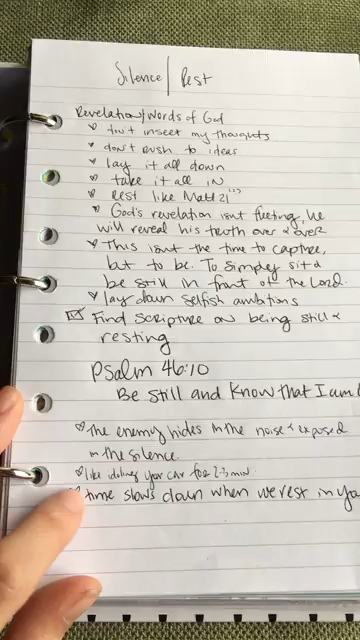 Silence | Rest
Revelation/Words of God
don't insert my thoughts
don't rush to ideas
lay it all down
take it all in
Rest like Matt 21
God's revelation isnt fleeting, he
will reveal his truth over & over
This isnt the time to capture,
but to be. To simply sit &
be still in front of the Lord.
lay down selfish ambitions
Find Scripture on being still &
resting
Psalm 46:10
Be still and know that I am
The enemy hides in the noise & exposed
in the silence
like idling your car for 2-3 min.
time slows down when we rest in